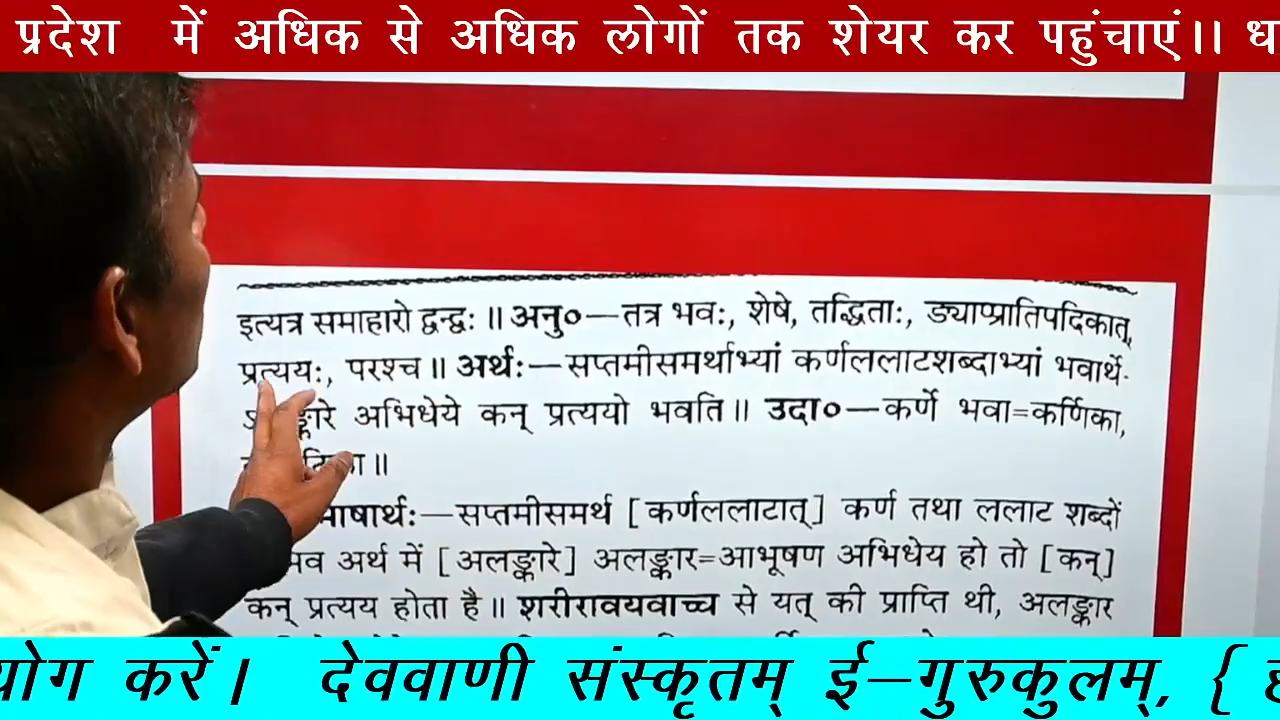 प्रदेश में अधिक से अधिक लोगों तक शेयर कर पहुंचाएं।। ध
इत्यत्र समाहारो द्वन्द्वः ॥ अनु०—तत्र भवः, शेषे, तद्धिताः, ङ्याप्प्रातिपदिकात्,
प्रत्ययः, परश्च ॥ अर्थः—सप्तमीसमर्थाभ्यां कर्णललाटशब्दाभ्यां भवार्थे-
अभिधेये कन् प्रत्ययो भवति ॥ उदा०—कर्णे भवा=कर्णिका,
॥
भाषार्थः—सप्तमीसमर्थ [कर्णललाटात्] कर्ण तथा ललाट शब्दों
अर्थ में [अलङ्कारे] अलङ्कार=आभूषण अभिधेय हो तो [कन्]
कन् प्रत्यय होता है ॥ शरीरावयवाच्च से यत् की प्राप्ति थी, अलङ्कार
योग करें। देववाणी संस्कृतम् ई–गुरुकुलम्, {